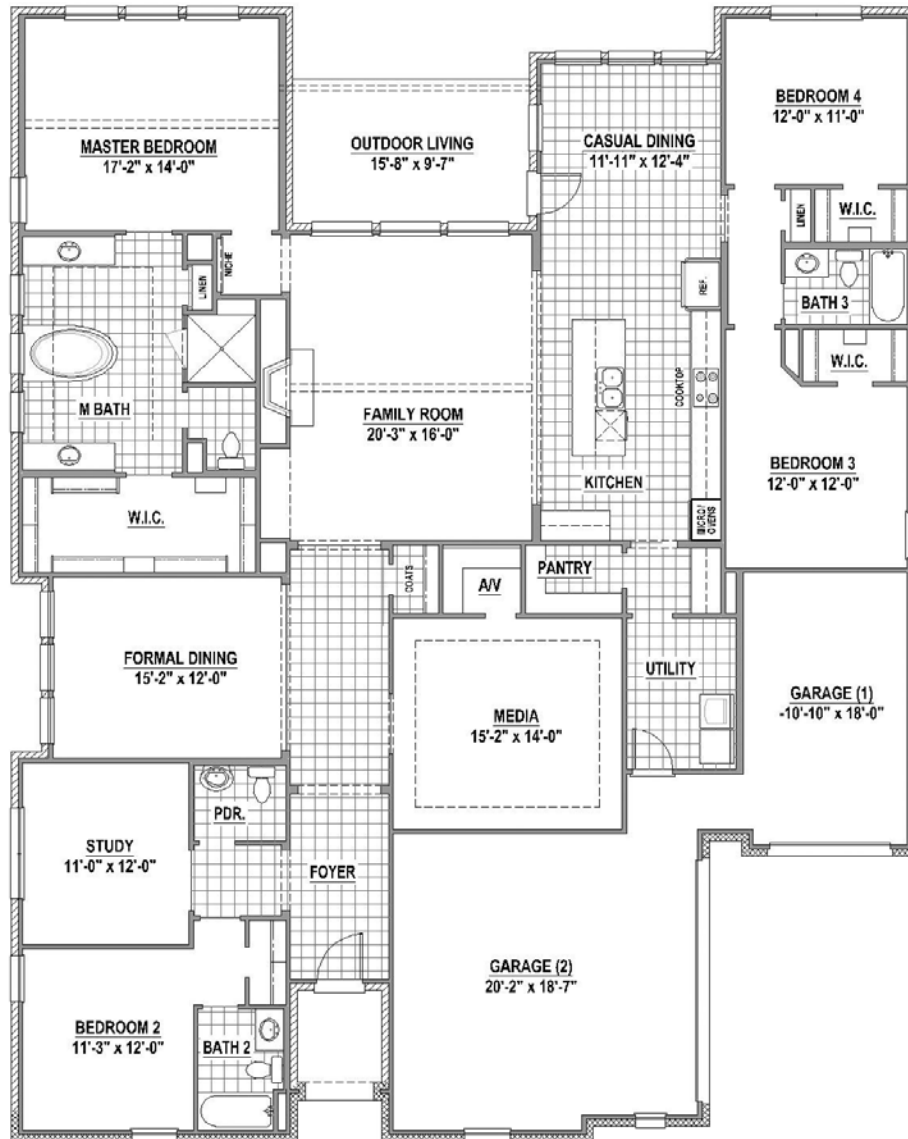 MASTER BEDROOM
17'-2" x 14'-0"
OUTDOOR LIVING
15'-8" x 9'-7"
CASUAL DINING
11'-11" x 12'-4"
BEDROOM 4
12'-0" x 11'-0"
LINEN
W.I.C.
NICHE
LINEN
REF.
BATH 3
W.I.C.
COOKTOP
M BATH
FAMILY ROOM
20'-3" x 16'-0"
KITCHEN
BEDROOM 3
12'-0" x 12'-0"
W.I.C.
MICRO/
OVENS
COATS
A/V
PANTRY
FORMAL DINING
15'-2" x 12'-0"
UTILITY
MEDIA
15'-2" x 14'-0"
GARAGE (1)
-10'-10" x 18'-0"
PDR.
STUDY
11'-0" x 12'-0"
FOYER
GARAGE (2)
20'-2" x 18'-7"
BEDROOM 2
11'-3" x 12'-0"
BATH 2